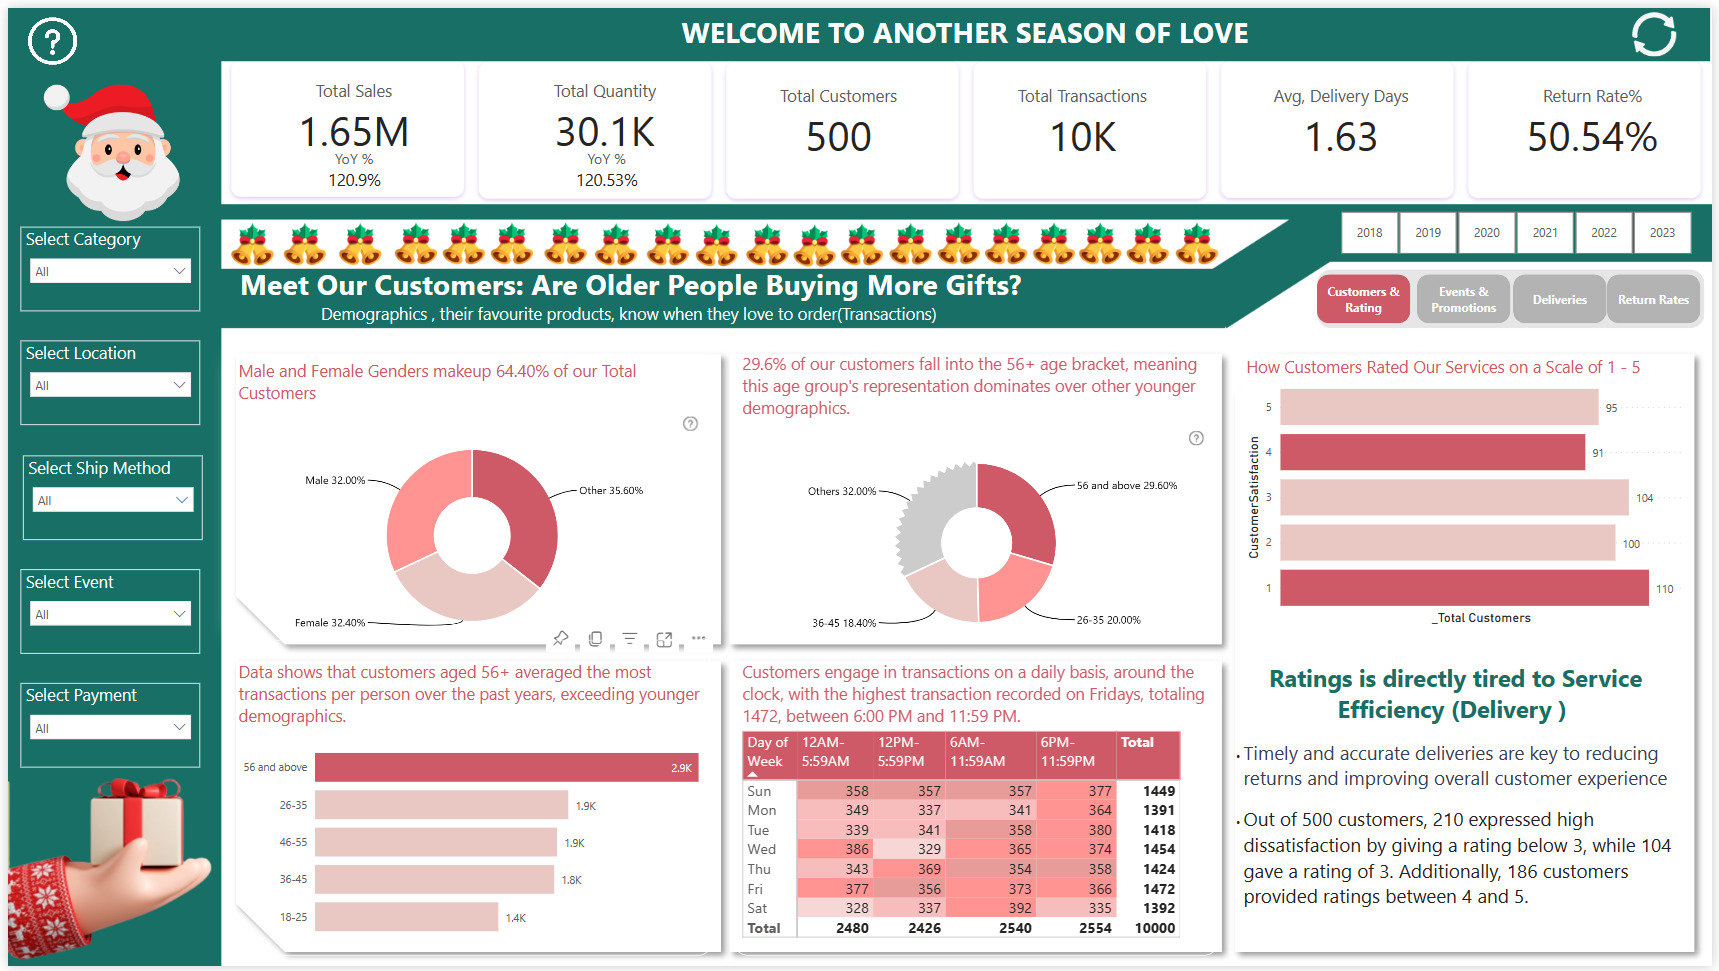 ?
WELCOME TO ANOTHER SEASON OF LOVE
Total Sales
1.65M
YoY %
120.9%
Total Quantity
30.1K
YoY %
120.53%
Total Customers
500
Total Transactions
10K
Avg, Delivery Days
1.63
Return Rate%
50.54%
Select Category
All
Select Location
All
Select Ship Method
All
Select Event
All
Select Payment
All
2018 2019 2020 2021 2022 2023
Meet Our Customers: Are Older People Buying More Gifts?
Demographics , their favourite products, know when they love to order(Transactions)
Customers &
Rating
Events &
Promotions
Deliveries
Return Rates
Male and Female Genders makeup 64.40% of our Total
Customers
?
Male 32.00%
Other 35.60%
Female 32.40%
29.6% of our customers fall into the 56+ age bracket, meaning
this age group's representation dominates over other younger
demographics.
?
Others 32.00%
56 and above 29.60%
36-45 18.40%
26-35 20.00%
How Customers Rated Our Services on a Scale of 1 - 5
CustomerSatisfaction
5 95
4 91
3 104
2 100
1 110
_Total Customers
Data shows that customers aged 56+ averaged the most
transactions per person over the past years, exceeding younger
demographics.
56 and above 2.9K
26-35 1.9K
46-55 1.9K
36-45 1.8K
18-25 1.4K
Customers engage in transactions on a daily basis, around the
clock, with the highest transaction recorded on Fridays, totaling
1472, between 6:00 PM and 11:59 PM.
Day of 12AM- 12PM- 6AM- 6PM- Total
Week 5:59AM 5:59PM 11:59AM 11:59PM
Sun 358 357 357 377 1449
Mon 349 337 341 364 1391
Tue 339 341 358 380 1418
Wed 386 329 365 374 1454
Thu 343 369 354 358 1424
Fri 377 356 373 366 1472
Sat 328 337 392 335 1392
Total 2480 2426 2540 2554 10000
Ratings is directly tired to Service
Efficiency (Delivery )
• Timely and accurate deliveries are key to reducing
returns and improving overall customer experience
• Out of 500 customers, 210 expressed high
dissatisfaction by giving a rating below 3, while 104
gave a rating of 3. Additionally, 186 customers
provided ratings between 4 and 5.